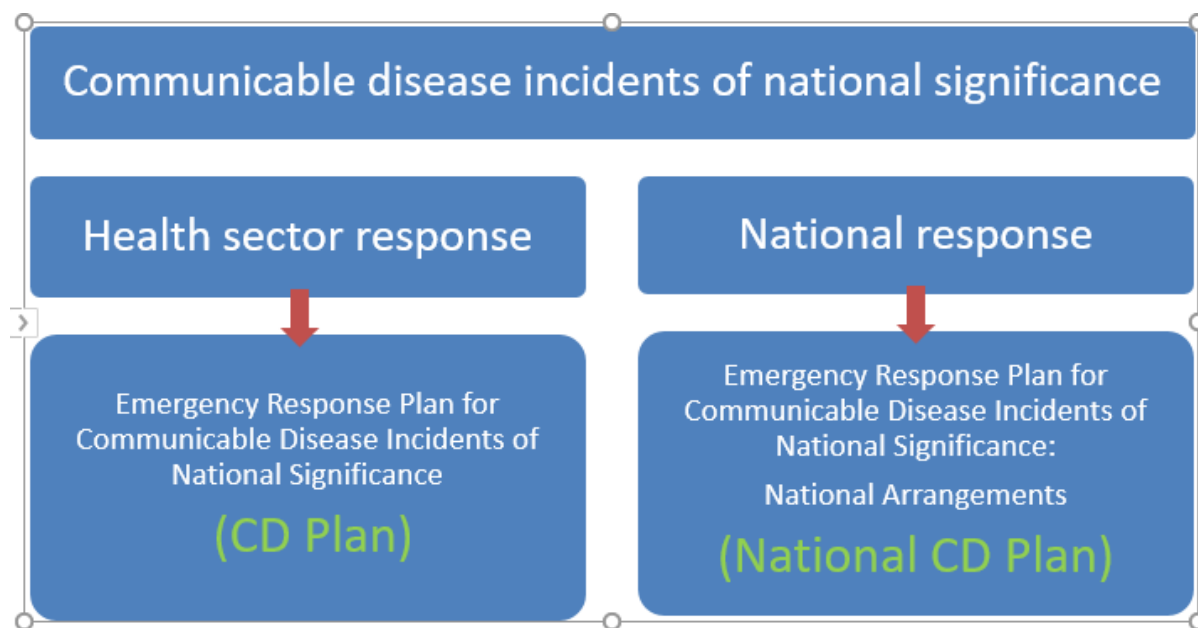 Communicable disease incidents of national significance
Health sector response
National response
Emergency Response Plan for
Communicable Disease Incidents of
National Significance
(CD Plan)
Emergency Response Plan for
Communicable Disease Incidents of
National Significance:
National Arrangements
(National CD Plan)